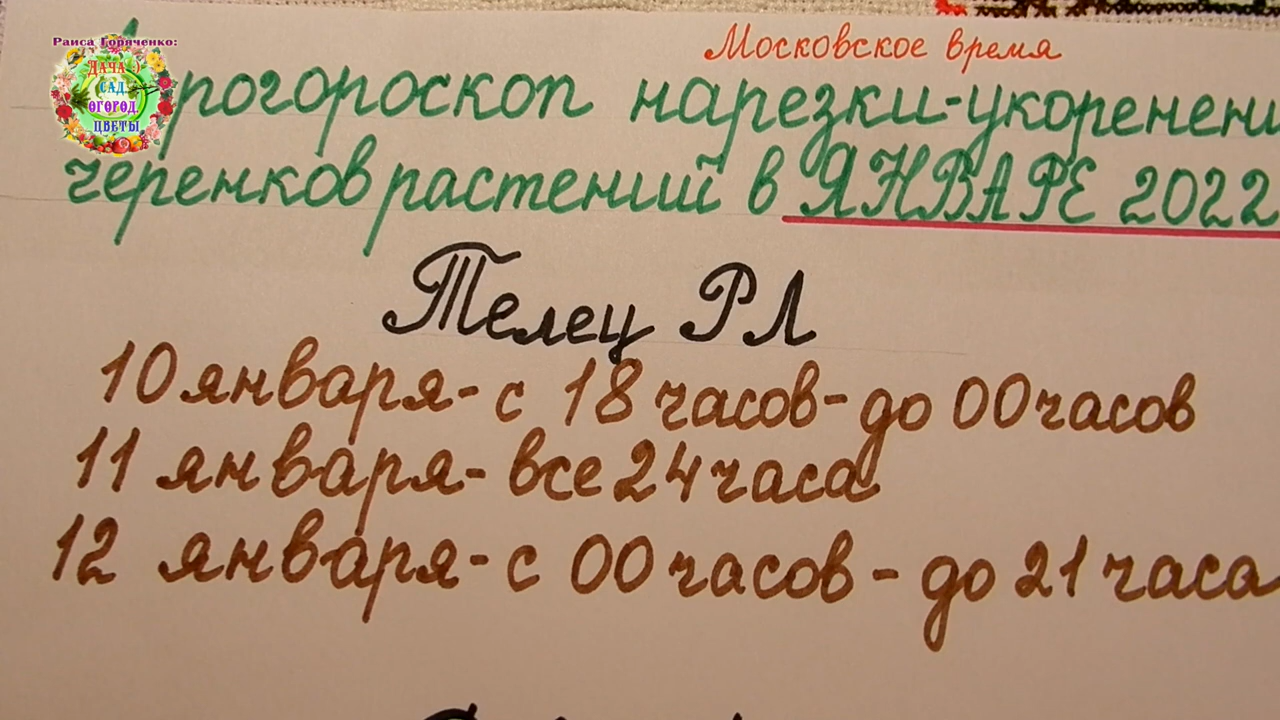 Раиса Горяченко:
ДАЧА
САД
ОГОРОД
ЦВЕТЫ
Московское время
Агрогороскоп нарезки-укоренени
черенков растений в ЯНВАРЕ 2022
Телец РЛ
10 января- с 18 часов- до 00 часов
11 января- все 24 часа
12 января- с 00 часов - до 21 часа